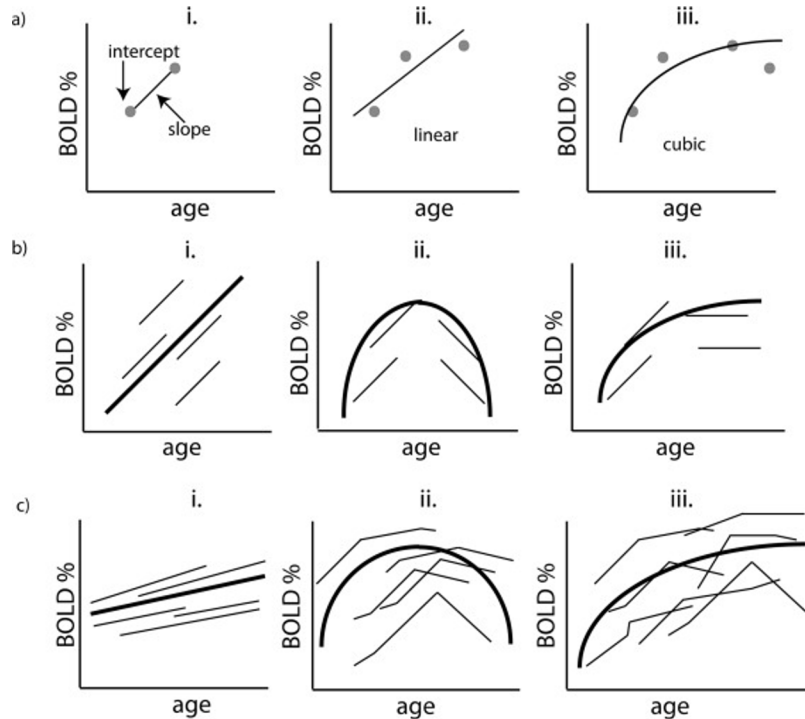 a)
i.
ii.
iii.
intercept
slope
BOLD %
age
linear
BOLD %
age
cubic
BOLD %
age
b)
i.
ii.
iii.
BOLD %
age
BOLD %
age
BOLD %
age
c)
i.
ii.
iii.
BOLD %
age
BOLD %
age
BOLD %
age